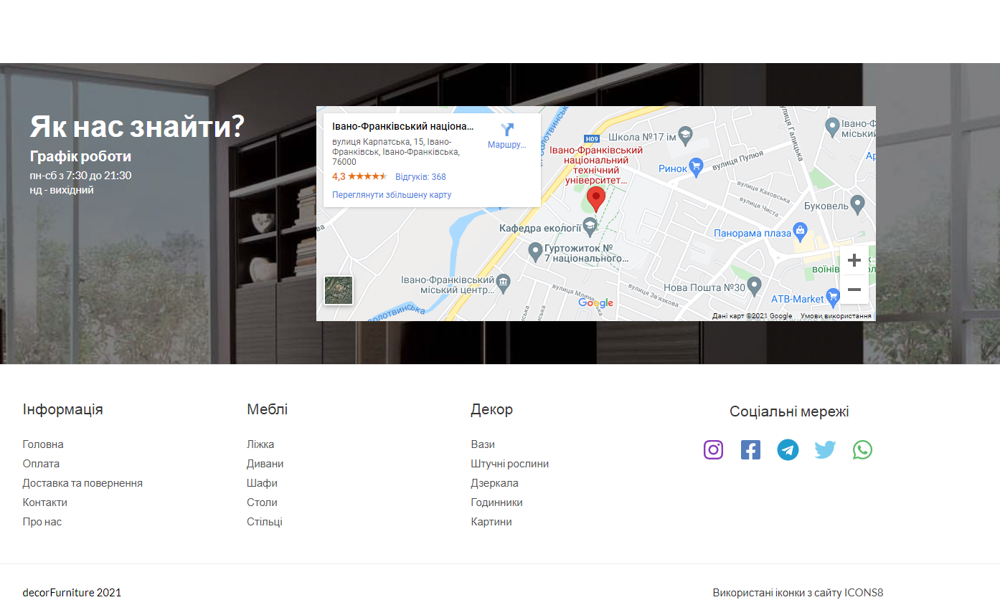 Як нас знайти?
Графік роботи
пн-сб з 7:30 до 21:30
нд - вихідний
Івано-Франківський націона...
вулиця Карпатська, 15, Івано-
Франківськ, Івано-Франківська,
76000
Маршру...
4,3
Відгуків: 368
Переглянути збільшену карту
H09
Школа №17 ім
Івано-Франківський
національний
технічний
університет...
Ринок
вулиця Пулюя
вулиця Галицька
Івано-Ф
міський
вулиця Каховська
вулиця Чиста
Буковель
Кафедра екології
Панорама плаза
Гуртожиток №
7 національного...
Івано-Франківський
міський центр...
вулиця Млина
вулиця Зв'язкова
Нова Пошта №30
АТВ-Market
воїнів
Google
Дані карт ©2021 Google
Умови використання
Інформація
Головна
Оплата
Доставка та повернення
Контакти
Про нас
Меблі
Ліжка
Дивани
Шафи
Столи
Стільці
Декор
Вази
Штучні рослини
Дзеркала
Годинники
Картини
Соціальні мережі
decorFurniture 2021
Використані іконки з сайту ICONS8